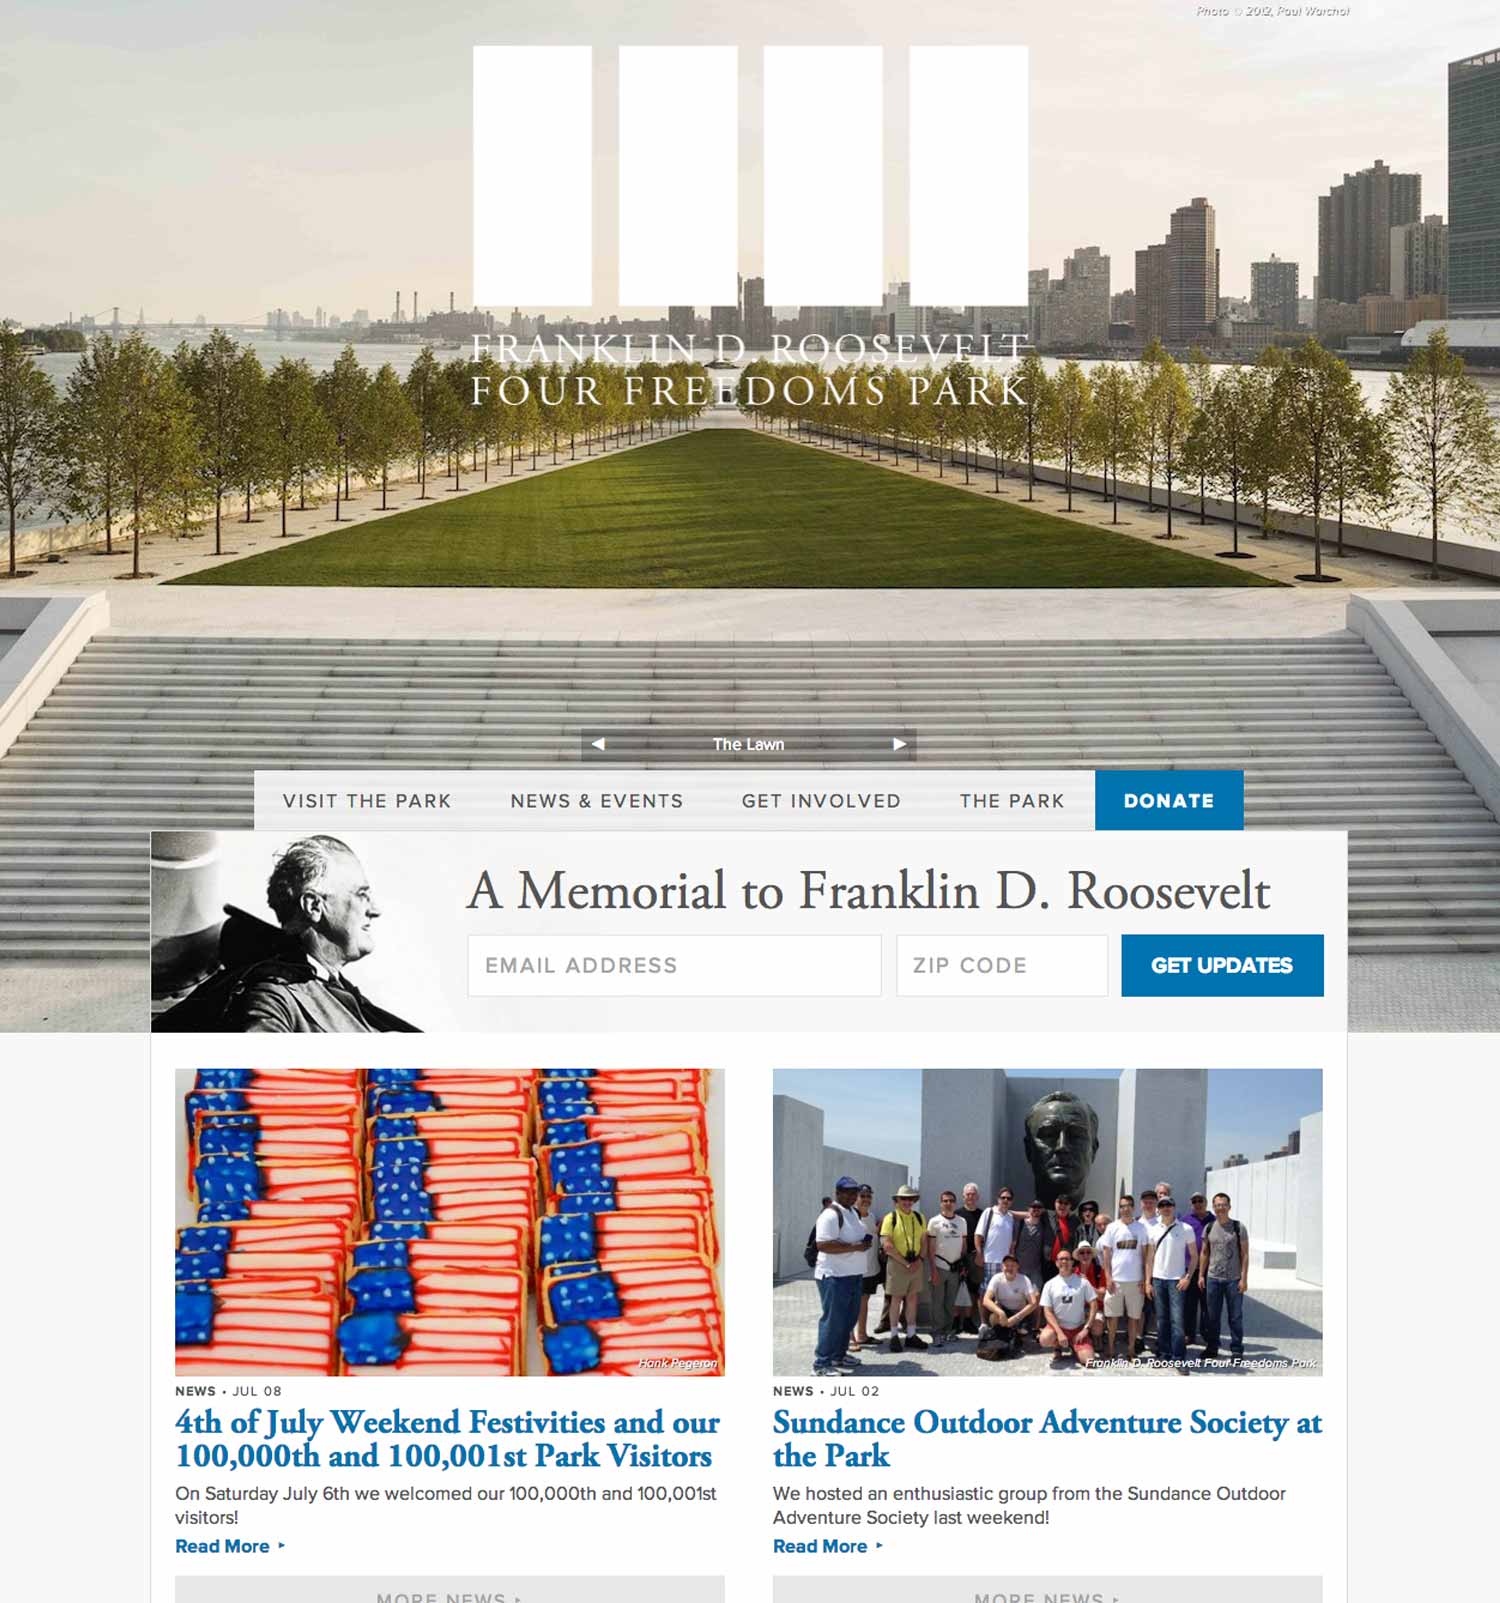 Photo © 2012, Paul Warchol
FRANKLIN D. ROOSEVELT
FOUR FREEDOMS PARK
◀ The Lawn ▶
VISIT THE PARK NEWS & EVENTS GET INVOLVED THE PARK DONATE
A Memorial to Franklin D. Roosevelt
EMAIL ADDRESS ZIP CODE GET UPDATES
Hank Pegeron
NEWS • JUL 08
4th of July Weekend Festivities and our
100,000th and 100,001st Park Visitors
On Saturday July 6th we welcomed our 100,000th and 100,001st
visitors!
Read More ▸
MORE NEWS ▸
Franklin D. Roosevelt Four Freedoms Park
NEWS • JUL 02
Sundance Outdoor Adventure Society at
the Park
We hosted an enthusiastic group from the Sundance Outdoor
Adventure Society last weekend!
Read More ▸
MORE NEWS ▸